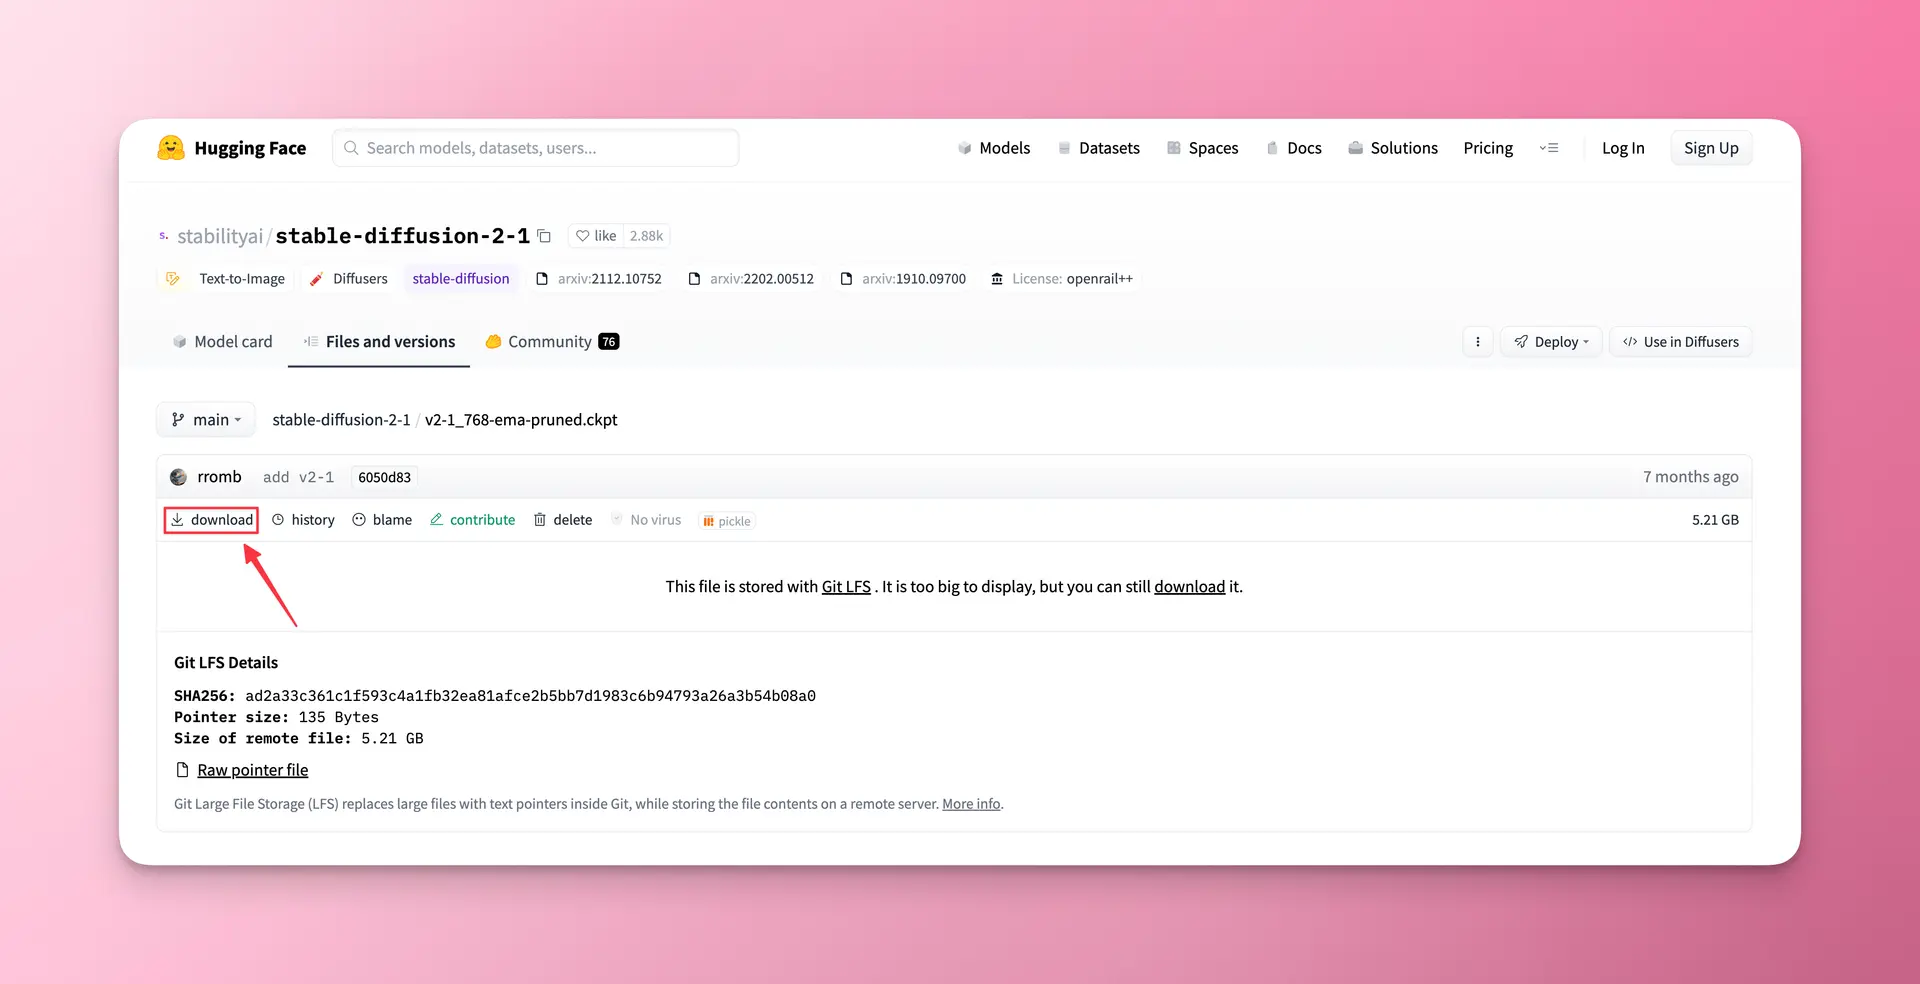 Hugging Face Search models, datasets, users... Models Datasets Spaces Docs Solutions Pricing Log In Sign Up
s. stabilityai/stable-diffusion-2-1 like 2.88k
Text-to-Image Diffusers stable-diffusion arxiv:2112.10752 arxiv:2202.00512 arxiv:1910.09700 License: openrail++
Model card Files and versions Community 76 Deploy </> Use in Diffusers
main stable-diffusion-2-1 / v2-1_768-ema-pruned.ckpt
rromb add v2-1 6050d83 7 months ago
download history blame contribute delete No virus pickle 5.21 GB
This file is stored with Git LFS . It is too big to display, but you can still download it.
Git LFS Details
SHA256: ad2a33c361c1f593c4a1fb32ea81afce2b5bb7d1983c6b94793a26a3b54b08a0
Pointer size: 135 Bytes
Size of remote file: 5.21 GB
Raw pointer file
Git Large File Storage (LFS) replaces large files with text pointers inside Git, while storing the file contents on a remote server. More info.